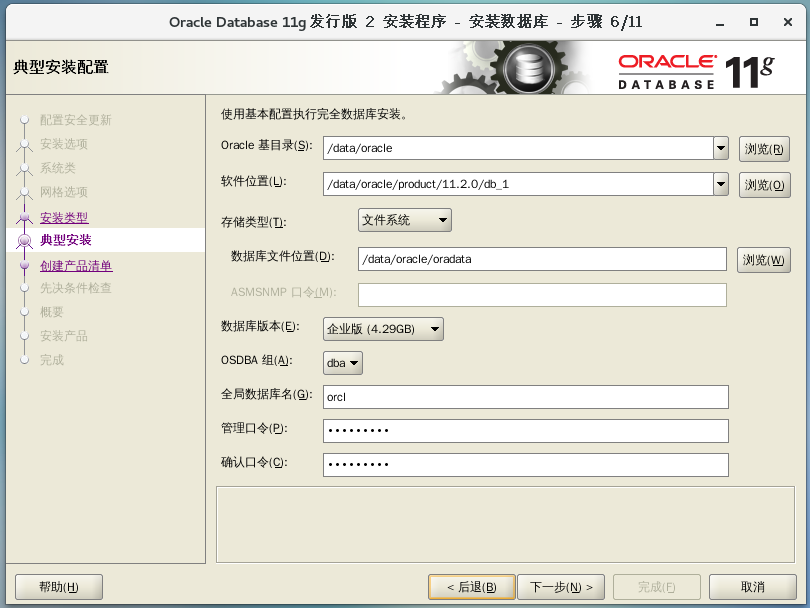 Oracle Database 11g 发行版 2 安装程序 - 安装数据库 - 步骤 6/11
典型安装配置
ORACLE
DATABASE 11g
配置安全更新
安装选项
系统类
网格选项
安装类型
典型安装
创建产品清单
先决条件检查
概要
安装产品
完成
使用基本配置执行完全数据库安装。
Oracle 基目录(S): /data/oracle 浏览(R)
软件位置(L): /data/oracle/product/11.2.0/db_1 浏览(O)
存储类型(T): 文件系统
数据库文件位置(D): /data/oracle/oradata 浏览(W)
ASMSNMP 口令(M):
数据库版本(E): 企业版 (4.29GB)
OSDBA 组(A): dba
全局数据库名(G): orcl
管理口令(P): •••••••••
确认口令(C): •••••••••
帮助(H) < 后退(B) 下一步(N) > 完成(F) 取消